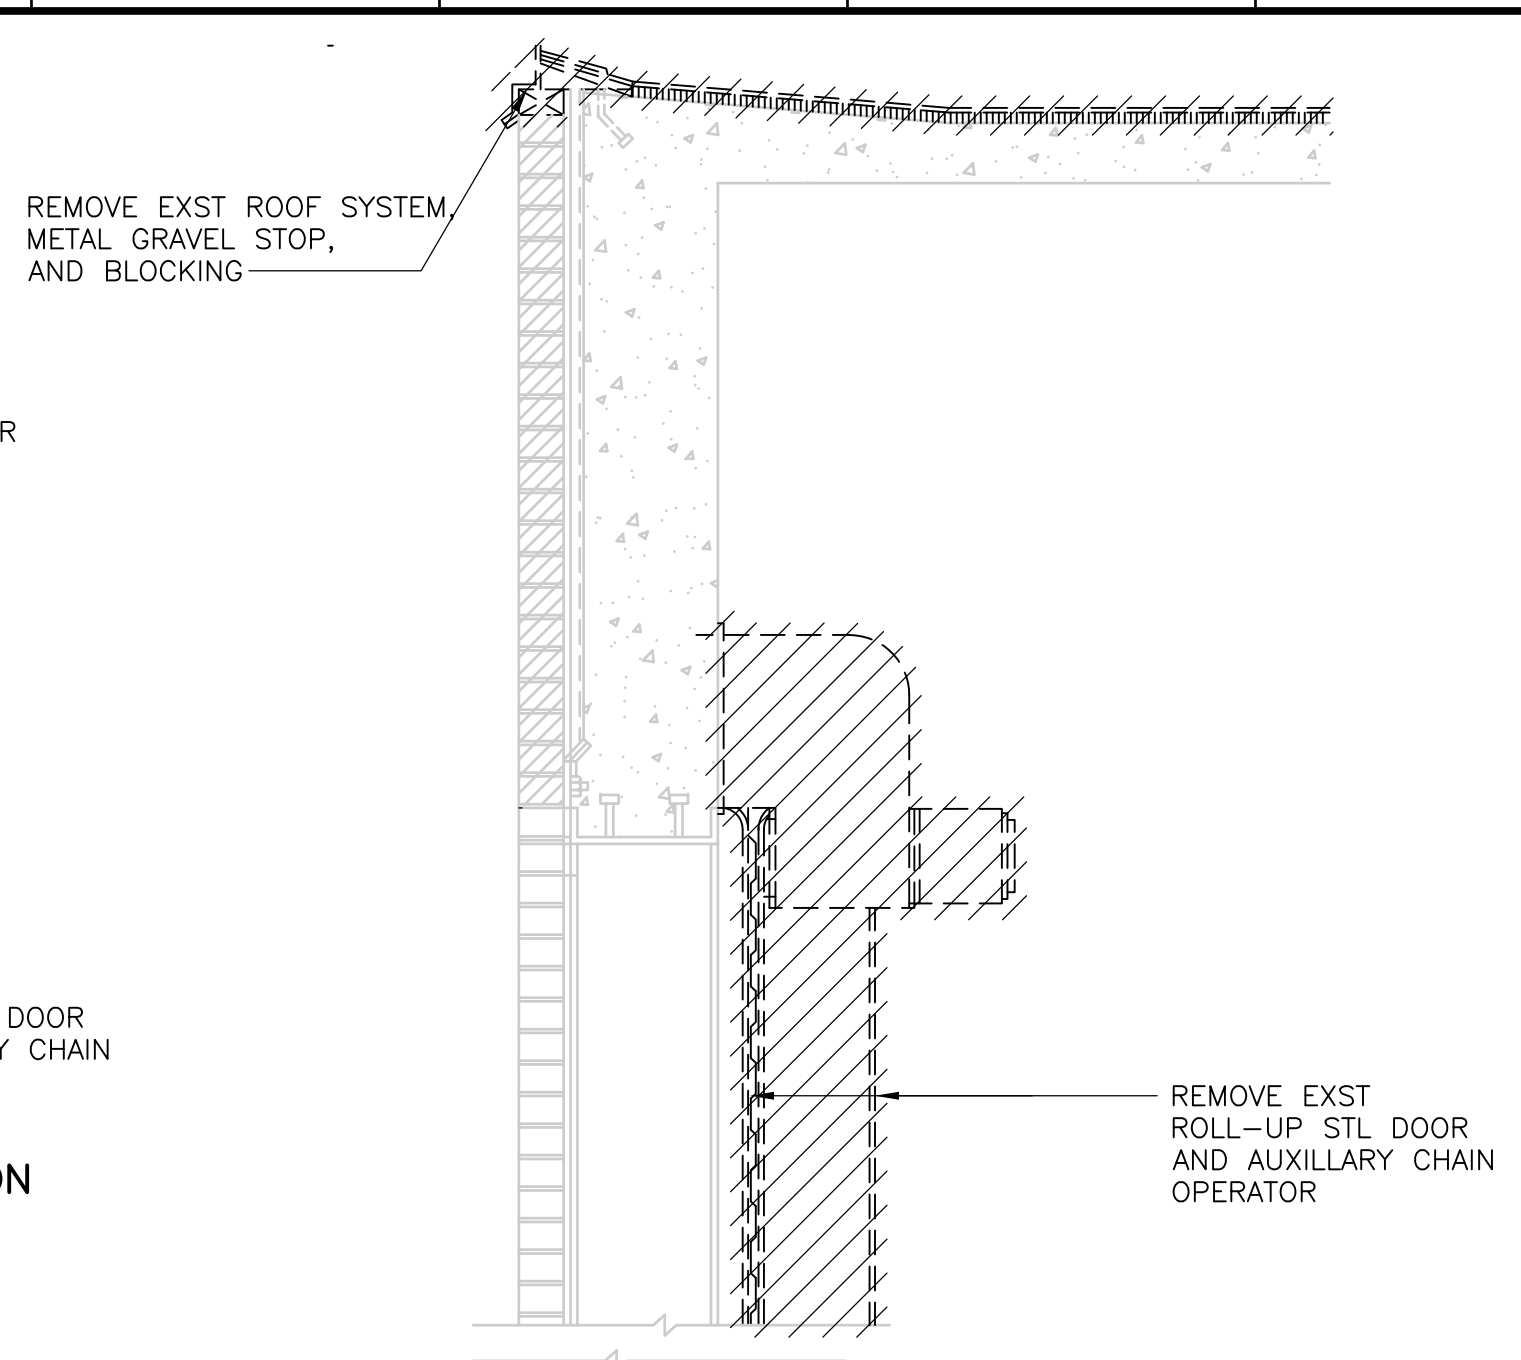 REMOVE EXST ROOF SYSTEM,
METAL GRAVEL STOP,
AND BLOCKING
R
DOOR
Y CHAIN
ON
REMOVE EXST
ROLL-UP STL DOOR
AND AUXILLARY CHAIN
OPERATOR